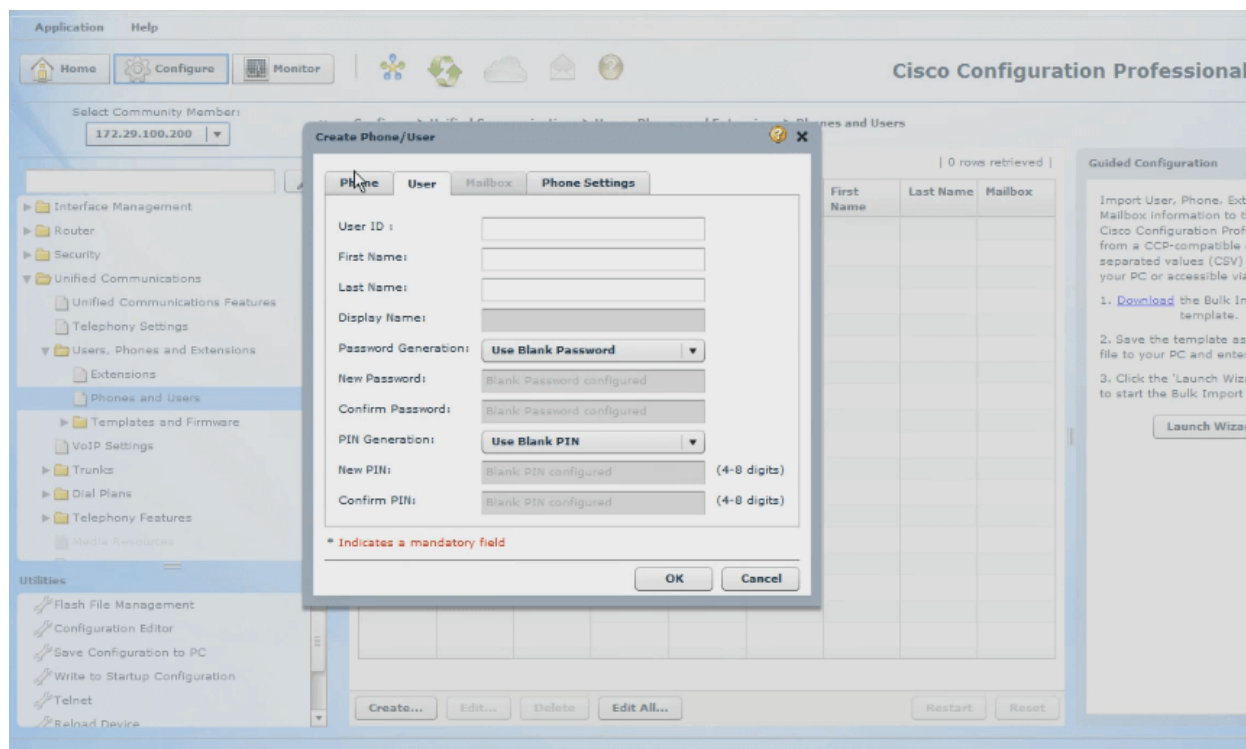 Application Help
Home Configure Monitor
Cisco Configuration Professional
Select Community Member:
172.29.100.200
Phones and Users
Interface Management
Router
Security
Unified Communications
Unified Communications Features
Telephony Settings
Users, Phones and Extensions
Extensions
Phones and Users
Templates and Firmware
VoIP Settings
Trunks
Dial Plans
Telephony Features
Media Resources
Utilities
Flash File Management
Configuration Editor
Save Configuration to PC
Write to Startup Configuration
Telnet
Reload Device
Create Phone/User
Phone User Mailbox Phone Settings
User ID :
First Name:
Last Name:
Display Name:
Password Generation: Use Blank Password
New Password: Blank Password configured
Confirm Password: Blank Password configured
PIN Generation: Use Blank PIN
New PIN: Blank PIN configured (4-8 digits)
Confirm PIN: Blank PIN configured (4-8 digits)
* Indicates a mandatory field
OK Cancel
| 0 rows retrieved |
First Name Last Name Mailbox
Create... Edit... Delete Edit All... Restart Reset
Guided Configuration
Import User, Phone, Ext
Mailbox information to t
Cisco Configuration Prof
from a CCP-compatible
separated values (CSV)
your PC or accessible via
1. Download the Bulk Im
template.
2. Save the template as
file to your PC and enter
3. Click the 'Launch Wiz
to start the Bulk Import
Launch Wizar